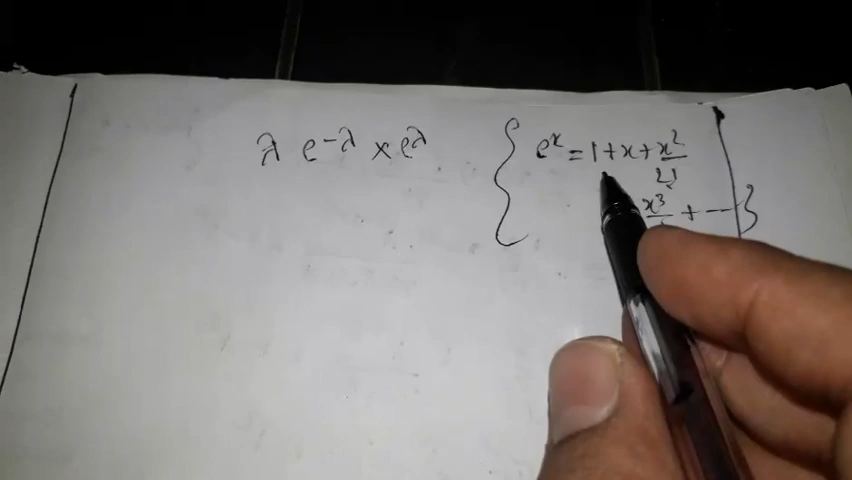 λ e^{-λ} × e^{λ} { e^x = 1 + x + x²/2!
x³/ + --- }